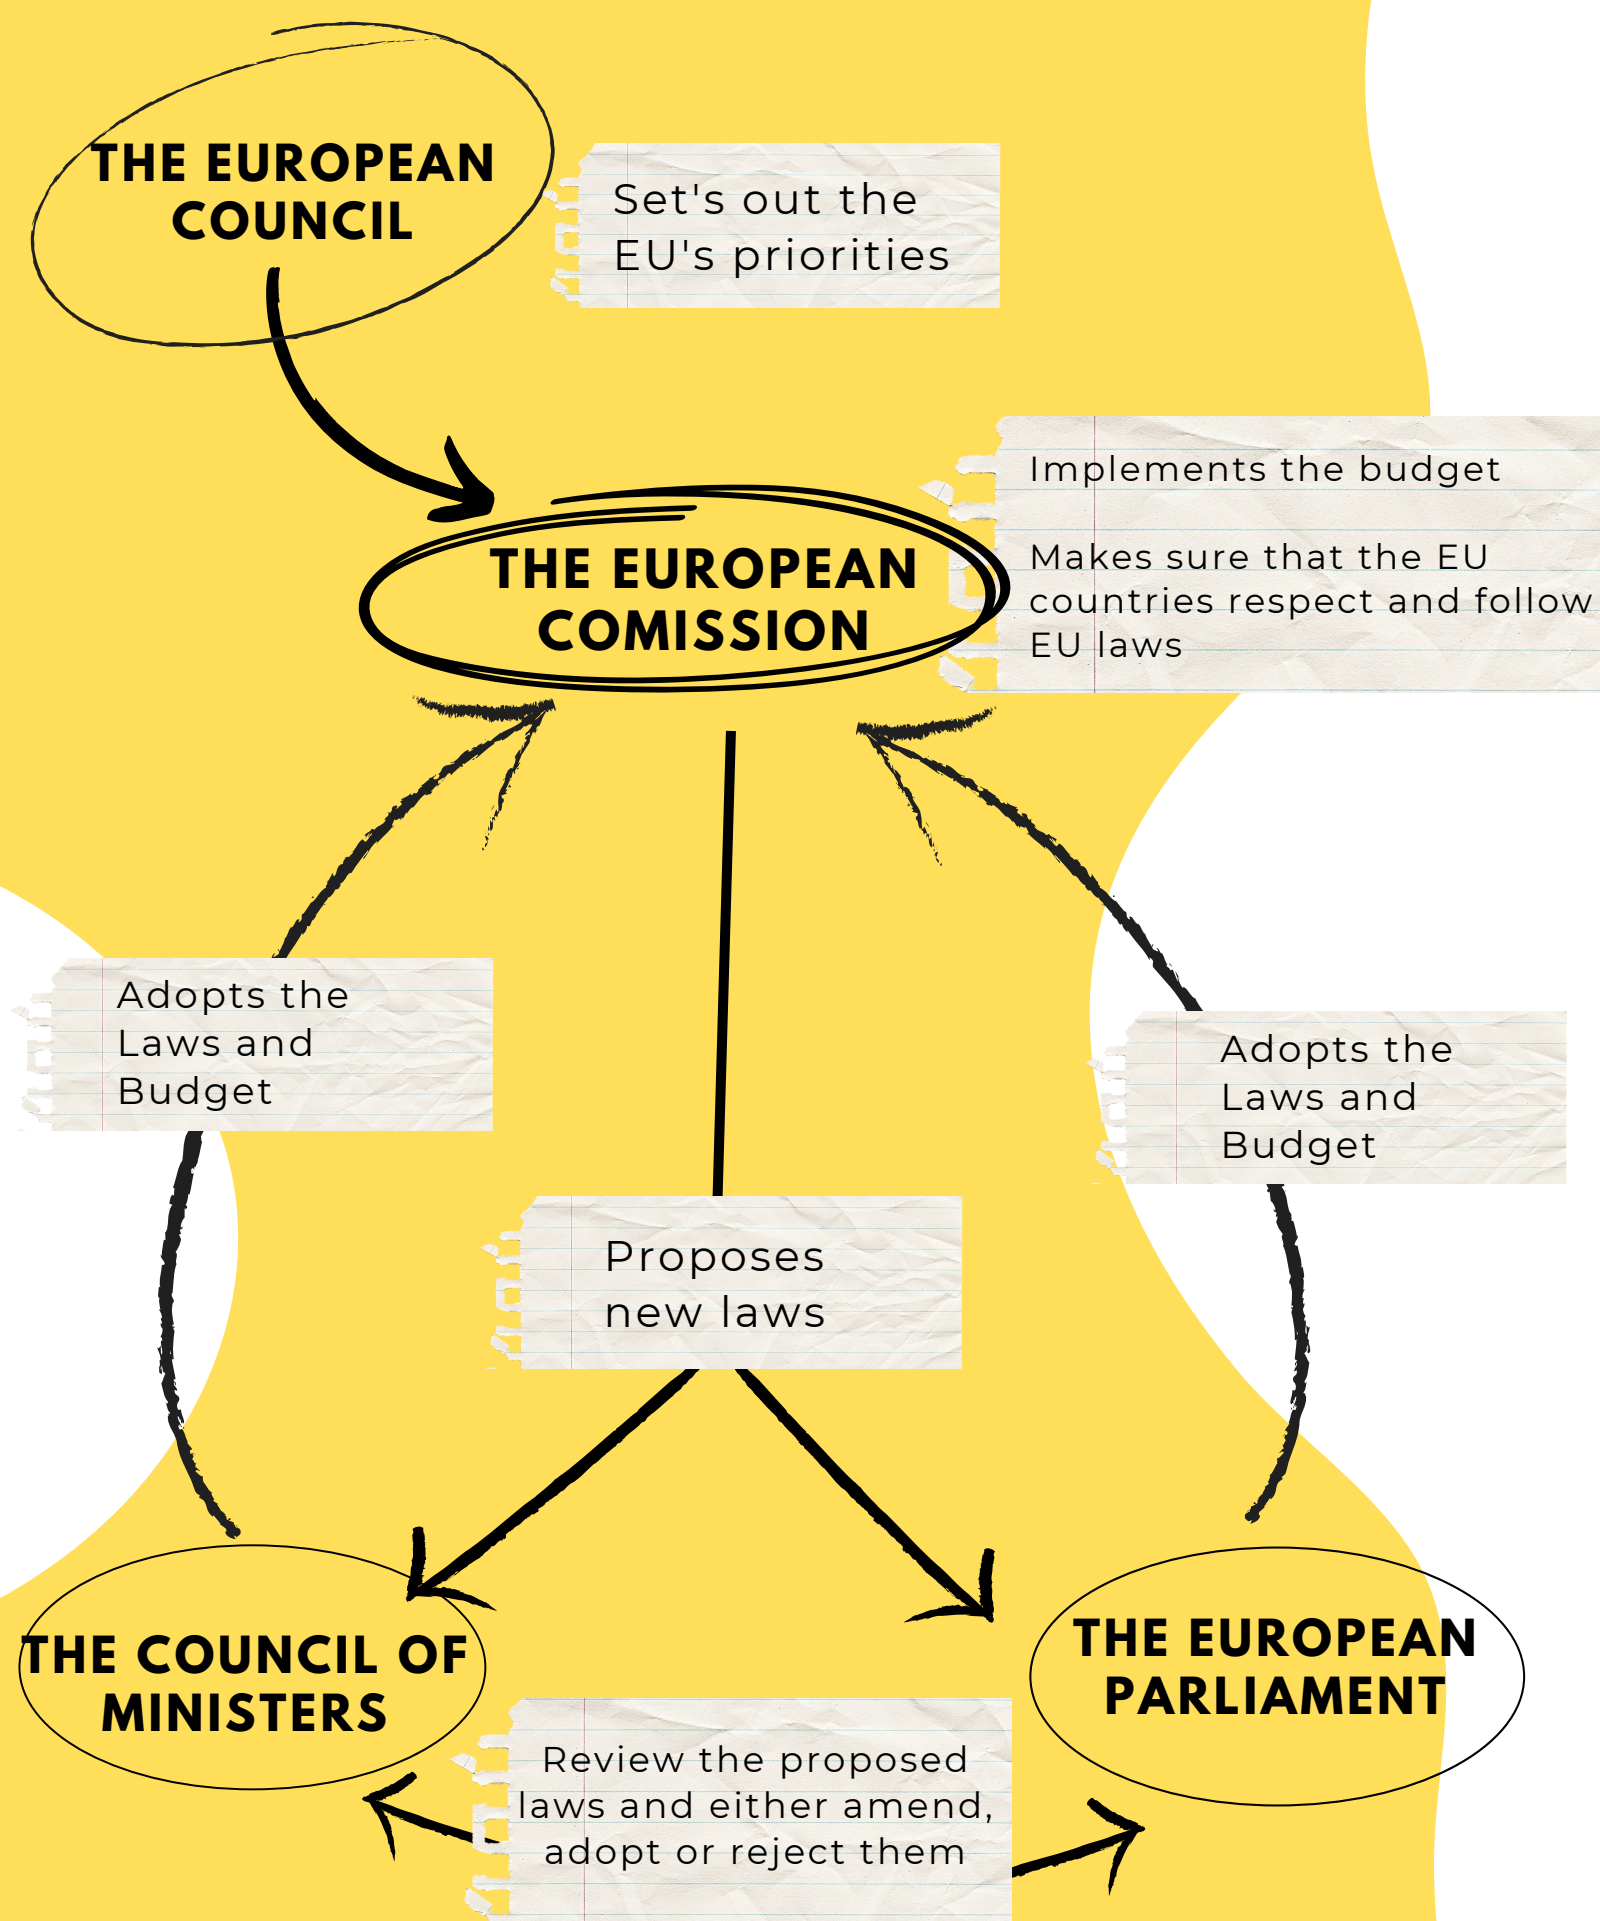 THE EUROPEAN
COUNCIL
Set's out the
EU's priorities
THE EUROPEAN
COMISSION
Implements the budget
Makes sure that the EU
countries respect and follow
EU laws
Adopts the
Laws and
Budget
Adopts the
Laws and
Budget
Proposes
new laws
THE COUNCIL OF
MINISTERS
THE EUROPEAN
PARLIAMENT
Review the proposed
laws and either amend,
adopt or reject them